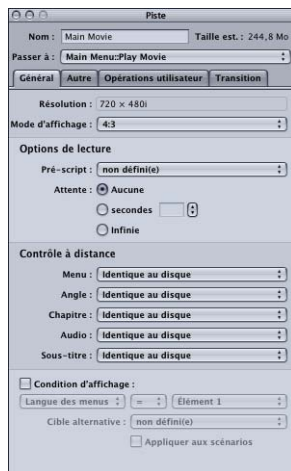 Piste
Nom : Main Movie Taille est. : 244,8 Mo
Passer à : Main Menu::Play Movie
Général Autre Opérations utilisateur Transition
Résolution : 720 × 480i
Mode d'affichage : 4:3
Options de lecture
Pré-script : non défini(e)
Attente : Aucune
secondes
Infinie
Contrôle à distance
Menu : Identique au disque
Angle : Identique au disque
Chapitre : Identique au disque
Audio : Identique au disque
Sous-titre : Identique au disque
Condition d'affichage :
Langue des menus = Élément 1
Cible alternative : non défini(e)
Appliquer aux scénarios